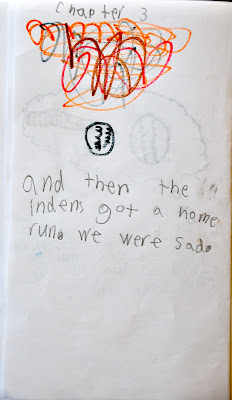 Chapter 3
and then the
indens got a home
run. we were sad.